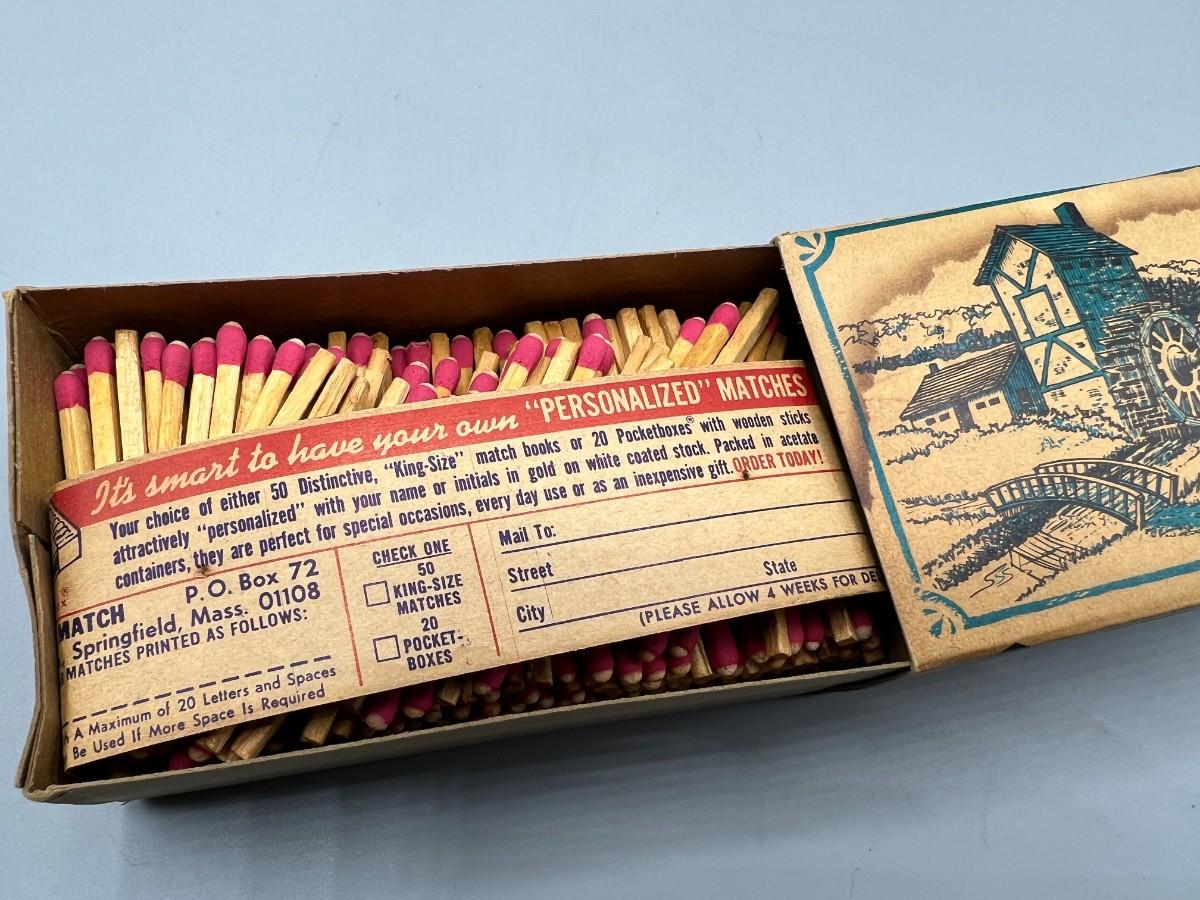 It's smart to have your own "PERSONALIZED" MATCHES
Your choice of either 50 Distinctive, "King-Size" match books or 20 Pocketboxes® with wooden sticks
attractively "personalized" with your name or initials in gold on white coated stock. Packed in acetate
containers, they are perfect for special occasions, every day use or as an inexpensive gift. ORDER TODAY!
MATCH P.O. Box 72
Springfield, Mass. 01108
MATCHES PRINTED AS FOLLOWS:
A Maximum of 20 Letters and Spaces
Be Used If More Space Is Required
CHECK ONE
50
KING-SIZE
MATCHES
20
POCKET-
BOXES
Mail To:
Street State
City
(PLEASE ALLOW 4 WEEKS FOR DE
SS